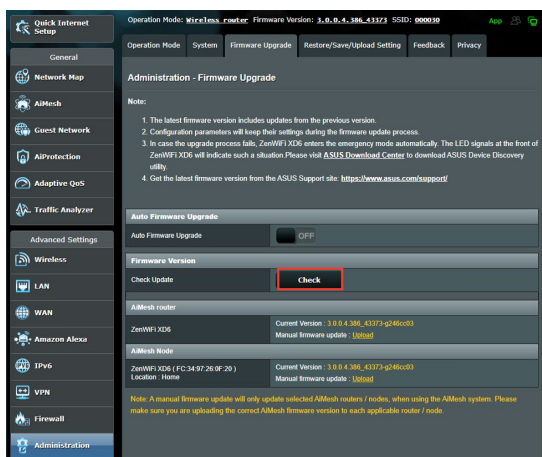 Quick Internet
Setup
Operation Mode: Wireless router Firmware Version: 3.0.0.4.386_43373 SSID: 000030
App
Operation Mode
System
Firmware Upgrade
Restore/Save/Upload Setting
Feedback
Privacy
General
Network Map
AiMesh
Guest Network
AiProtection
Adaptive QoS
Traffic Analyzer
Advanced Settings
Wireless
LAN
WAN
Amazon Alexa
IPv6
VPN
Firewall
Administration
Administration - Firmware Upgrade
Note:
1. The latest firmware version includes updates from the previous version.
2. Configuration parameters will keep their settings during the firmware update process.
3. In case the upgrade process fails, ZenWiFi XD6 enters the emergency mode automatically. The LED signals at the front of
ZenWiFi XD6 will indicate such a situation.Please visit ASUS Download Center to download ASUS Device Discovery
utility.
4. Get the latest firmware version from the ASUS Support site: https://www.asus.com/support/
Auto Firmware Upgrade
Auto Firmware Upgrade
OFF
Firmware Version
Check Update
Check
AiMesh router
ZenWiFi XD6
Current Version : 3.0.0.4.386_43373-g246cc03
Manual firmware update : Upload
AiMesh Node
ZenWiFi XD6 ( FC:34:97:26:0F:20 )
Location : Home
Current Version : 3.0.0.4.386_43373-g246cc03
Manual firmware update : Upload
Note: A manual firmware update will only update selected AiMesh routers / nodes, when using the AiMesh system. Please
make sure you are uploading the correct AiMesh firmware version to each applicable router / node.